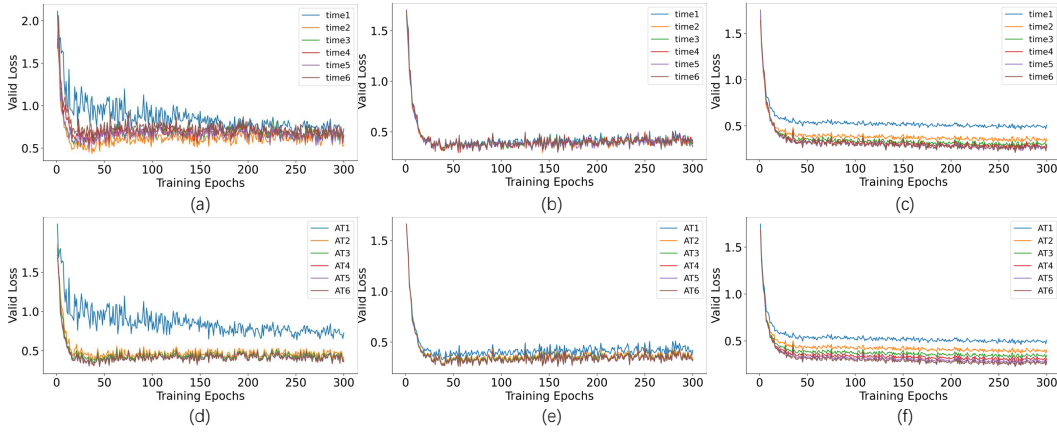 2.0
1.5
1.0
0.5
Valid Loss
time1
time2
time3
time4
time5
time6
0 50 100 150 200 250 300
Training Epochs
(a)
1.5
1.0
0.5
Valid Loss
time1
time2
time3
time4
time5
time6
0 50 100 150 200 250 300
Training Epochs
(b)
1.5
1.0
0.5
Valid Loss
time1
time2
time3
time4
time5
time6
0 50 100 150 200 250 300
Training Epochs
(c)
1.5
1.0
0.5
Valid Loss
AT1
AT2
AT3
AT4
AT5
AT6
0 50 100 150 200 250 300
Training Epochs
(d)
1.5
1.0
0.5
Valid Loss
AT1
AT2
AT3
AT4
AT5
AT6
0 50 100 150 200 250 300
Training Epochs
(e)
1.5
1.0
0.5
Valid Loss
AT1
AT2
AT3
AT4
AT5
AT6
0 50 100 150 200 250 300
Training Epochs
(f)